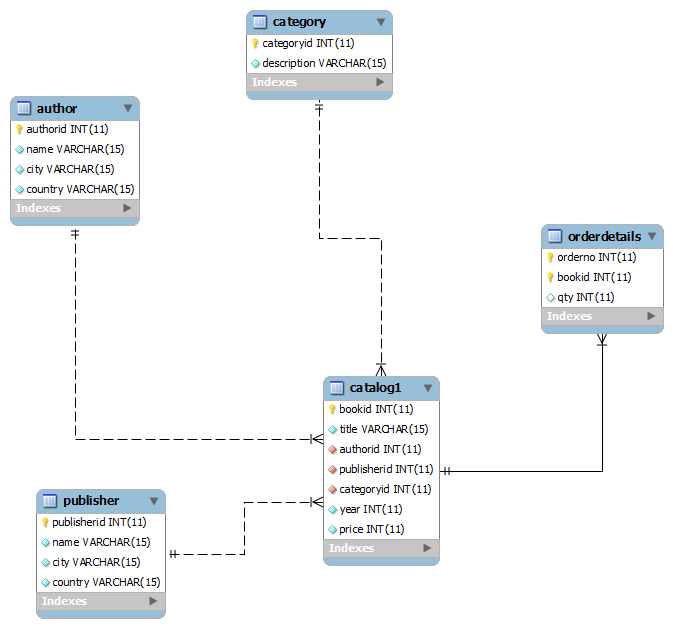 category
categoryid INT(11)
description VARCHAR(15)
Indexes
author
authorid INT(11)
name VARCHAR(15)
city VARCHAR(15)
country VARCHAR(15)
Indexes
orderdetails
orderno INT(11)
bookid INT(11)
qty INT(11)
Indexes
catalog1
bookid INT(11)
title VARCHAR(15)
authorid INT(11)
publisherid INT(11)
categoryid INT(11)
year INT(11)
price INT(11)
Indexes
publisher
publisherid INT(11)
name VARCHAR(15)
city VARCHAR(15)
country VARCHAR(15)
Indexes